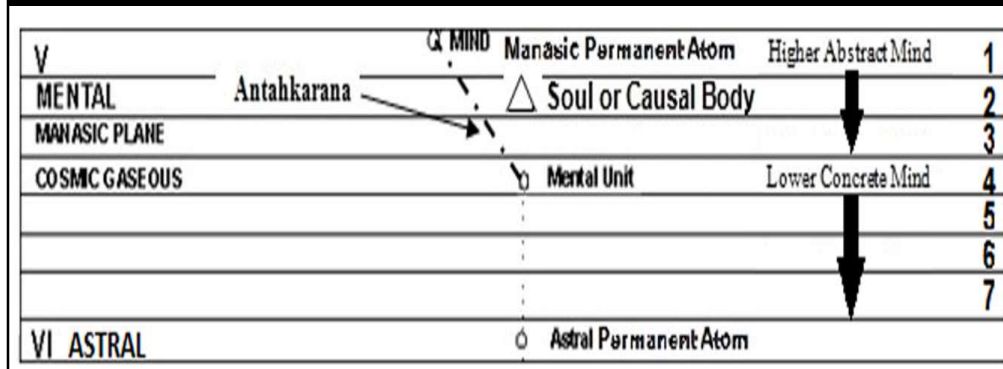 V MIND Manasic Permanent Atom Higher Abstract Mind 1
MENTAL Antahkarana Soul or Causal Body 2
MANASIC PLANE 3
COSMIC GASEOUS Mental Unit Lower Concrete Mind 4
5
6
7
VI ASTRAL Astral Permanent Atom